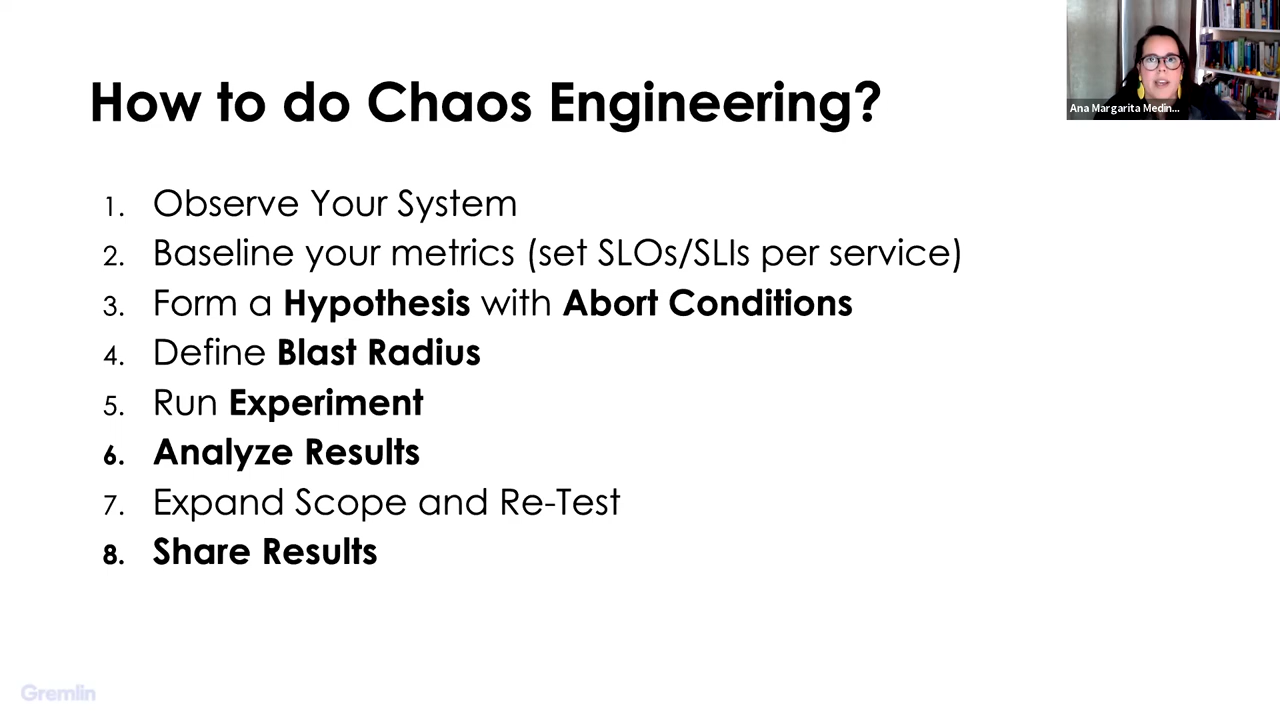 How to do Chaos Engineering?
Ana Margarita Medin...
1. Observe Your System
2. Baseline your metrics (set SLOs/SLIs per service)
3. Form a Hypothesis with Abort Conditions
4. Define Blast Radius
5. Run Experiment
6. Analyze Results
7. Expand Scope and Re-Test
8. Share Results
Gremlin